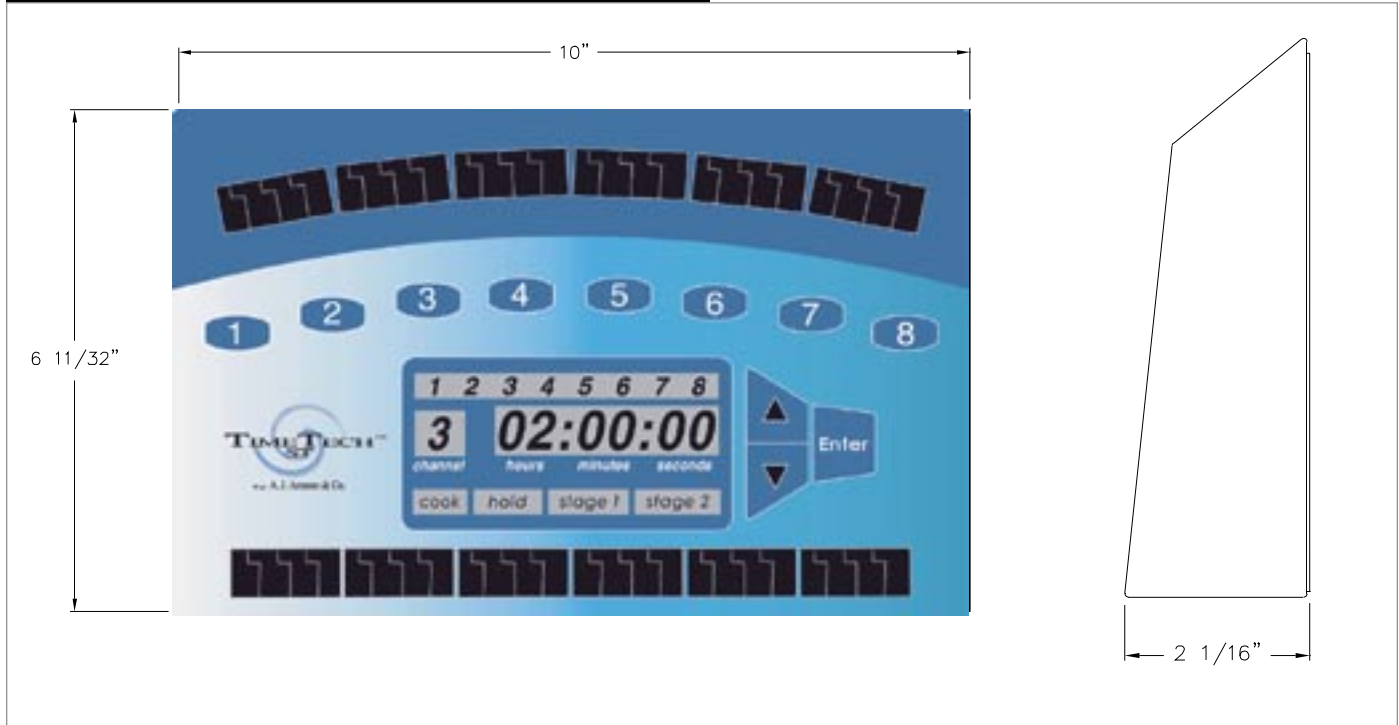 10”
6 11/32”
1 2 3 4 5 6 7 8
1 2 3 4 5 6 7 8
3 02:00:00
channel hours minutes seconds
Enter
TIMETECH™
cook hold stage 1 stage 2
2 1/16”